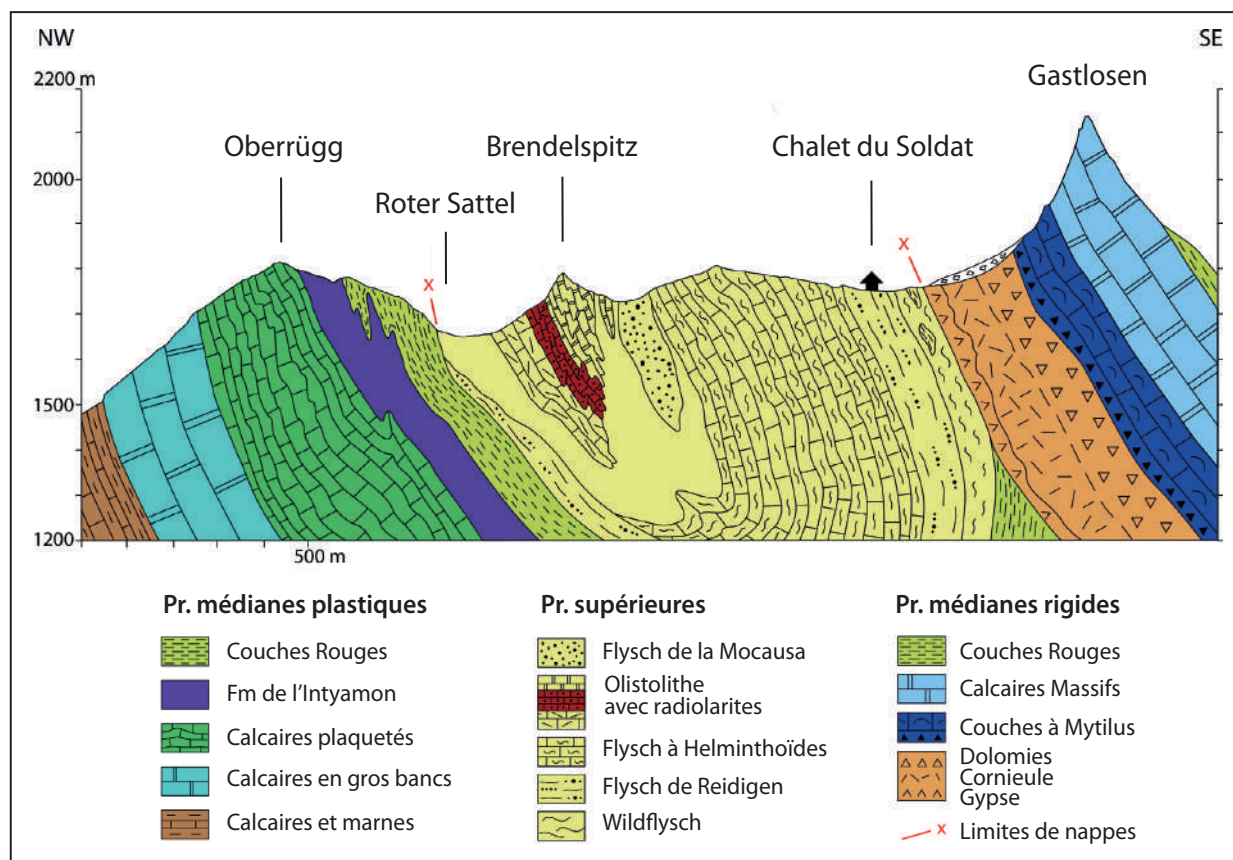 NW
SE
2200 m
2000
1500
1200
500 m
Oberrügg
Roter Sattel
Brendelspitz
Chalet du Soldat
Gastlosen
x
x
Pr. médianes plastiques
Couches Rouges
Fm de l'Intyamon
Calcaires plaquetés
Calcaires en gros bancs
Calcaires et marnes
Pr. supérieures
Flysch de la Mocausa
Olistolithe
avec radiolarites
Flysch à Helminthoïdes
Flysch de Reidigen
Wildflysch
Pr. médianes rigides
Couches Rouges
Calcaires Massifs
Couches à Mytilus
Dolomies
Cornieule
Gypse
x Limites de nappes